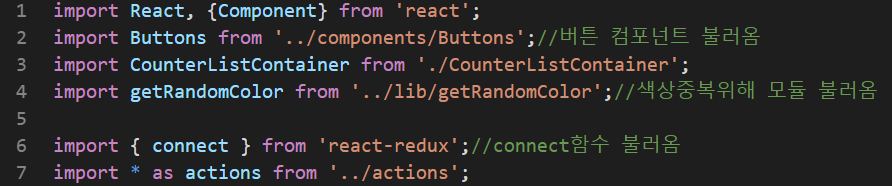 1 import React, {Component} from 'react';
2 import Buttons from '../components/Buttons';//버튼 컴포넌트 불러옴
3 import CounterListContainer from './CounterListContainer';
4 import getRandomColor from '../lib/getRandomColor';//색상중복위해 모듈 불러옴
5
6 import { connect } from 'react-redux';//connect함수 불러옴
7 import * as actions from '../actions';